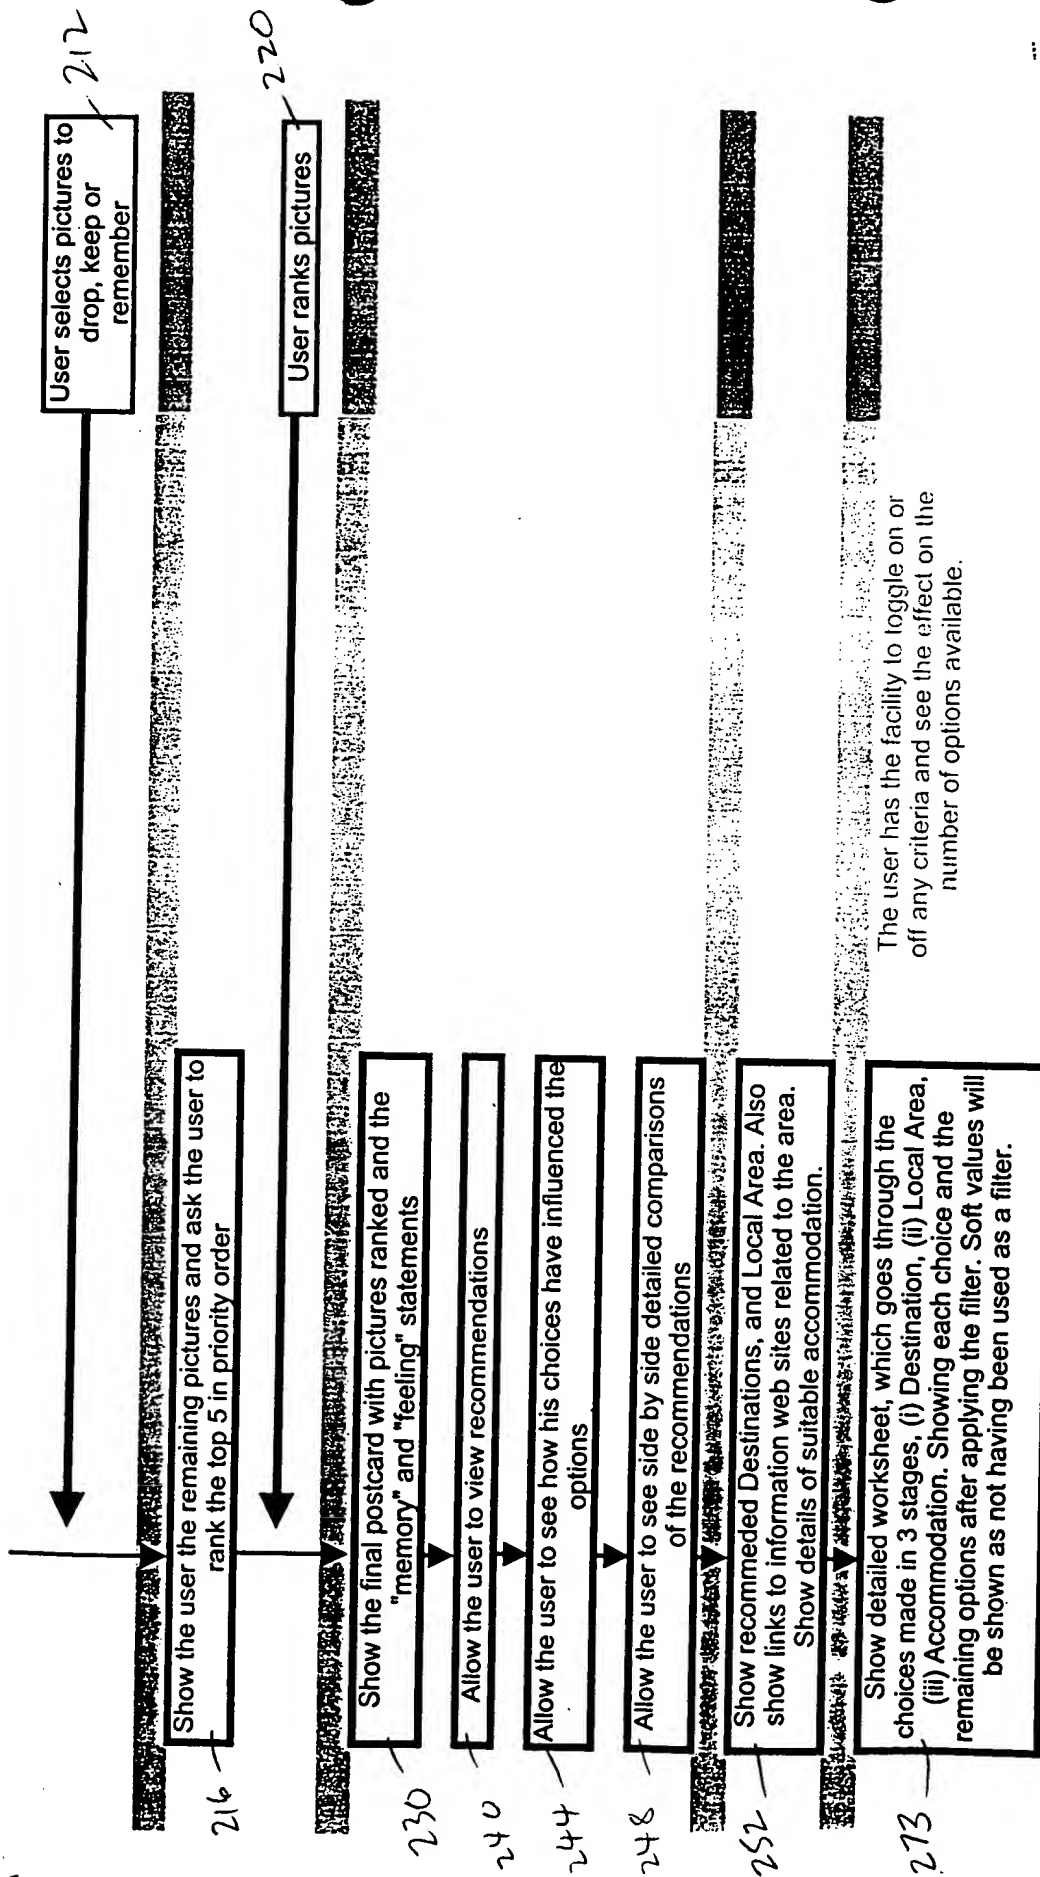 User selects pictures to
drop, keep or
remember
212
Show the user the remaining pictures and ask the user to
rank the top 5 in priority order
216
User ranks pictures
220
Show the final postcard with pictures ranked and the
"memory" and "feeling" statements
230
Allow the user to view recommendations
240
Allow the user to see how his choices have influenced the
options
244
Allow the user to see side by side detailed comparisons
of the recommendations
248
Show recommeded Destinations, and Local Area. Also
show links to information web sites related to the area.
Show details of suitable accommodation.
252
Show detailed worksheet, which goes through the
choices made in 3 stages, (i) Destination, (ii) Local Area,
(iii) Accommodation. Showing each choice and the
remaining options after applying the filter. Soft values will
be shown as not having been used as a filter.
273
The user has the facility to toggle on or
off any criteria and see the effect on the
number of options available.